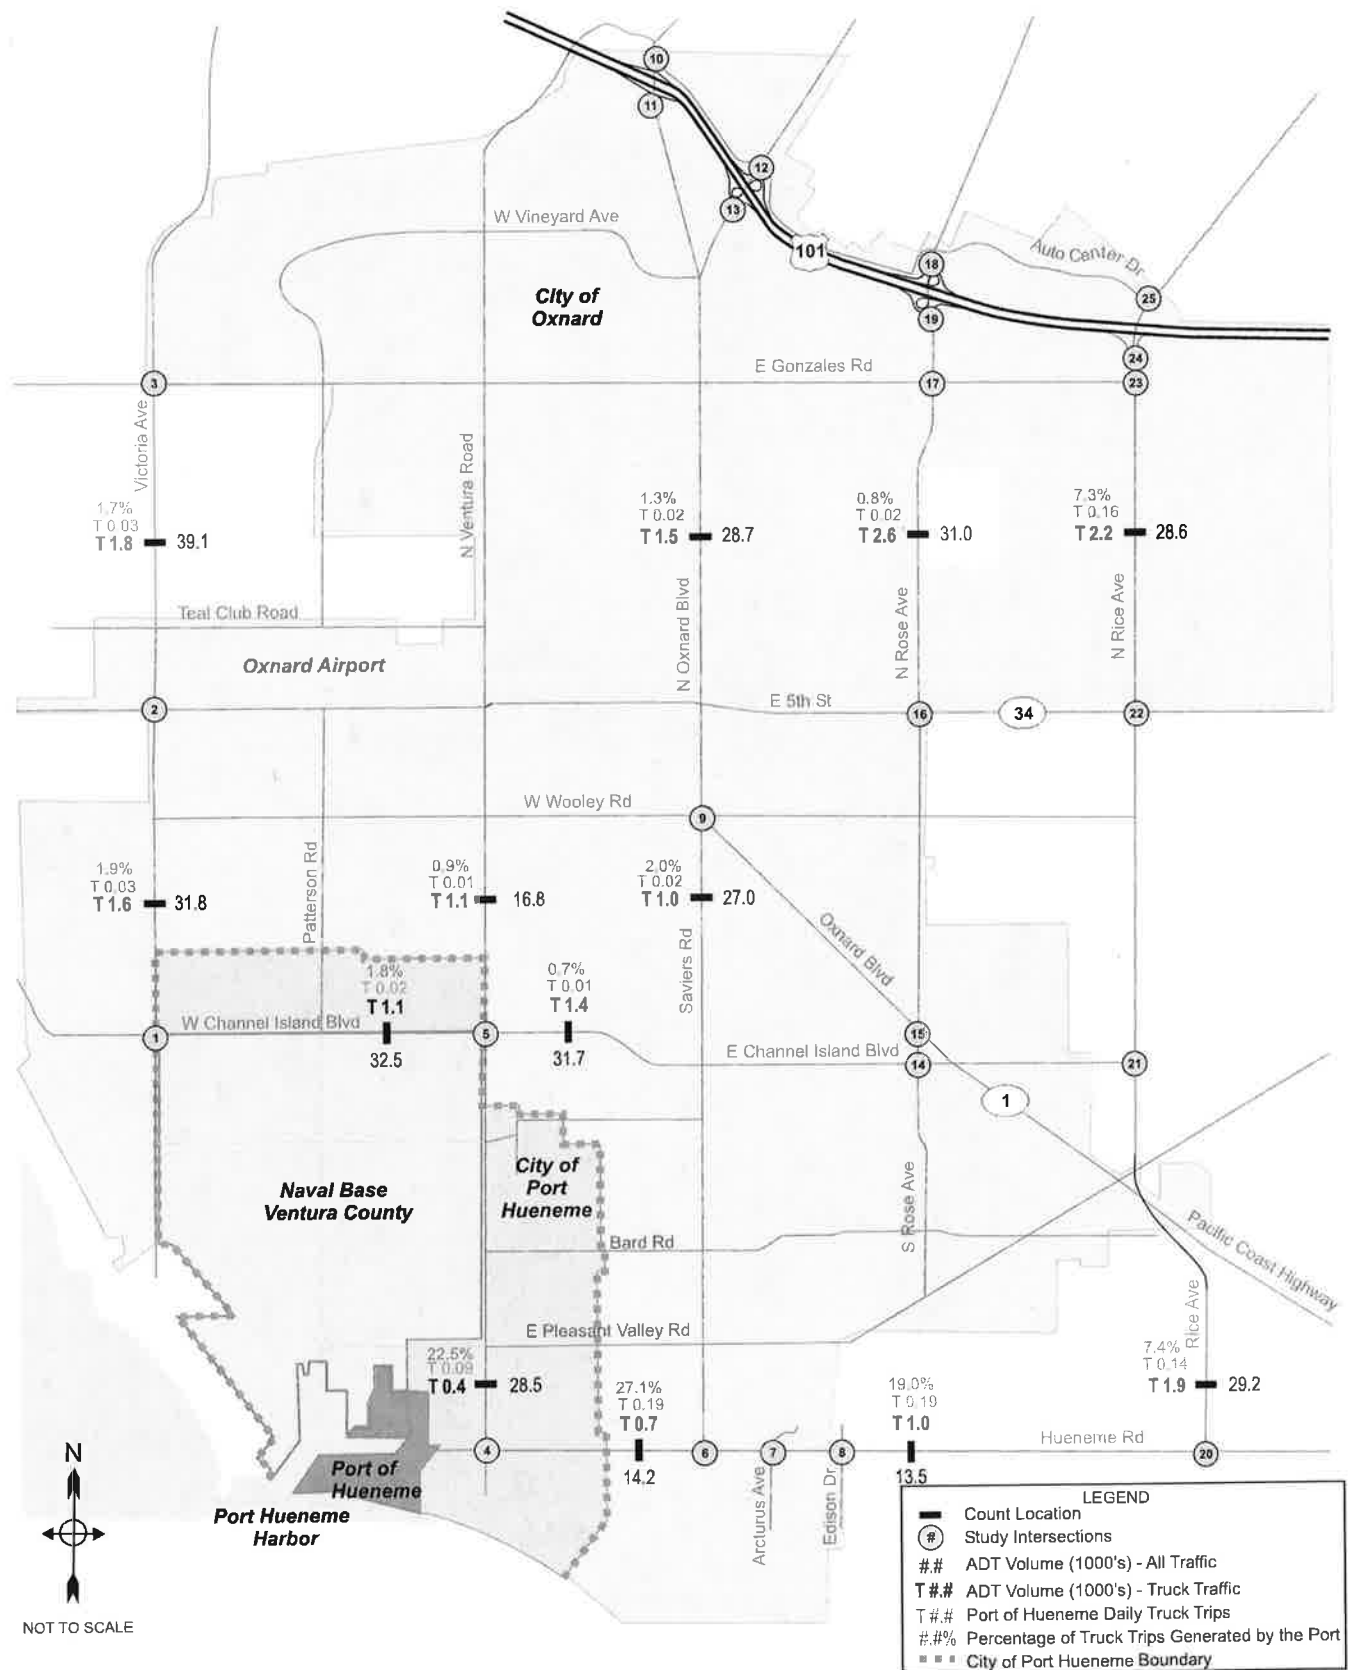 10
11
12
13
W Vineyard Ave
101
18
Auto Center Dr
City of
Oxnard
25
19
24
E Gonzales Rd
3
17
23
Victoria Ave
N Ventura Road
1.7%
T 0.03
T 1.8
39.1
1.3%
T 0.02
T 1.5
28.7
0.8%
T 0.02
T 2.6
31.0
7.3%
T 0.16
T 2.2
28.6
N Oxnard Blvd
N Rose Ave
N Rice Ave
Teal Club Road
Oxnard Airport
2
E 5th St
16
34
22
W Wooley Rd
9
Patterson Rd
1.9%
T 0.03
T 1.6
31.8
0.9%
T 0.01
T 1.1
16.8
2.0%
T 0.02
T 1.0
27.0
Saviers Rd
Oxnard Blvd
1.8%
T 0.02
T 1.1
32.5
0.7%
T 0.01
T 1.4
31.7
1
W Channel Island Blvd
5
E Channel Island Blvd
15
14
21
1
City of
Port
Hueneme
Naval Base
Ventura County
S Rose Ave
Bard Rd
Pacific Coast Highway
E Pleasant Valley Rd
Rice Ave
22.5%
T 0.09
T 0.4
28.5
27.1%
T 0.19
T 0.7
14.2
19.0%
T 0.19
T 1.0
13.5
7.4%
T 0.14
T 1.9
29.2
Hueneme Rd
4
6
7
8
20
Arcturus Ave
Edison Dr
Port of
Hueneme
Port Hueneme
Harbor
N
NOT TO SCALE
LEGEND
Count Location
# Study Intersections
##.# ADT Volume (1000's) - All Traffic
T #.# ADT Volume (1000's) - Truck Traffic
T #.# Port of Hueneme Daily Truck Trips
#.#% Percentage of Truck Trips Generated by the Port
City of Port Hueneme Boundary